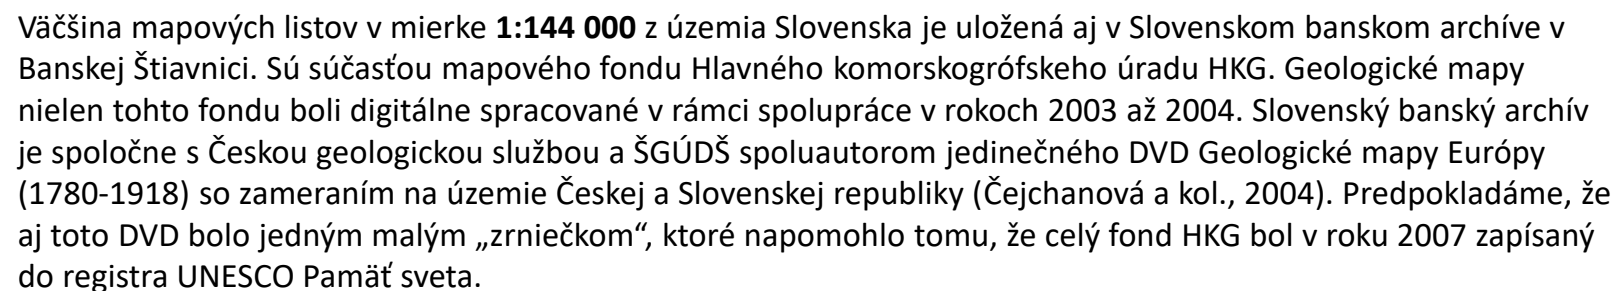 Väčšina mapových listov v mierke 1:144 000 z územia Slovenska je uložená aj v Slovenskom banskom archíve v
Banskej Štiavnici. Sú súčasťou mapového fondu Hlavného komorskogrófskeho úradu HKG. Geologické mapy
nielen tohto fondu boli digitálne spracované v rámci spolupráce v rokoch 2003 až 2004. Slovenský banský archív
je spoločne s Českou geologickou službou a ŠGÚDŠ spoluautorom jedinečného DVD Geologické mapy Európy
(1780-1918) so zameraním na územie Českej a Slovenskej republiky (Čejchanová a kol., 2004). Predpokladáme, že
aj toto DVD bolo jedným malým „zrniečkom“, ktoré napomohlo tomu, že celý fond HKG bol v roku 2007 zapísaný
do registra UNESCO Pamäť sveta.